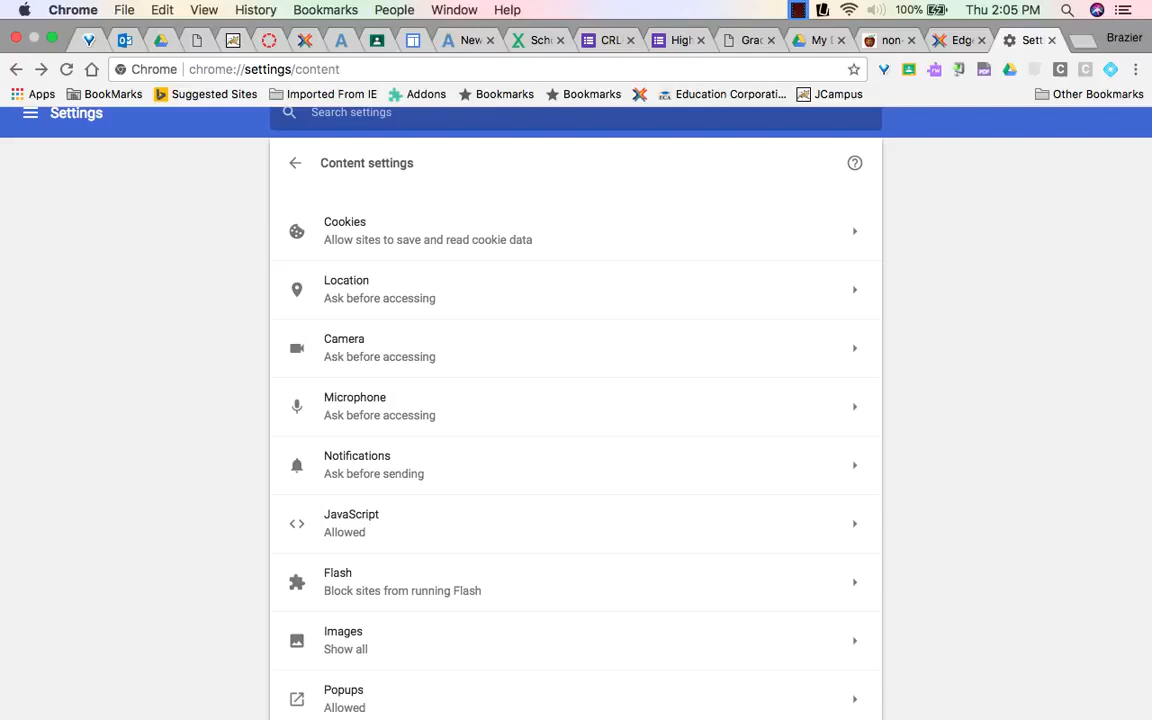 Chrome File Edit View History Bookmarks People Window Help 100% Thu 2:05 PM
New Sch CRL High Grac My non- Edge Sett Brazier
Chrome chrome://settings/content
Apps BookMarks Suggested Sites Imported From IE Addons Bookmarks Bookmarks Education Corporati... JCampus Other Bookmarks
Settings Search settings
Content settings
Cookies
Allow sites to save and read cookie data
Location
Ask before accessing
Camera
Ask before accessing
Microphone
Ask before accessing
Notifications
Ask before sending
JavaScript
Allowed
Flash
Block sites from running Flash
Images
Show all
Popups
Allowed